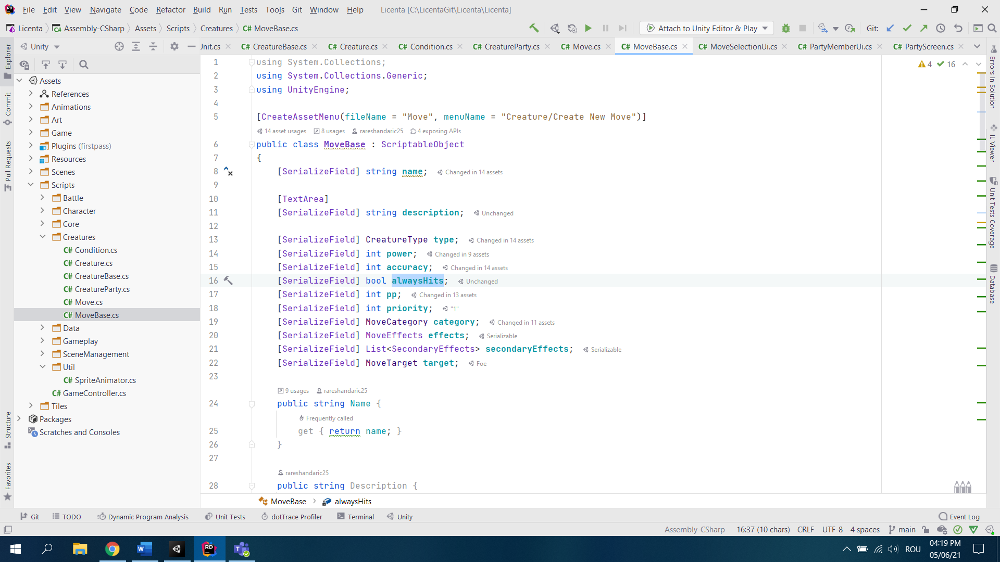 File Edit View Navigate Code Refactor Build Run Tests Tools Git Window Help Licenta [C:\LicentaGit\Licenta\Licenta]
Licenta Assembly-CSharp Assets Scripts Creatures C# MoveBase.cs Attach to Unity Editor & Play Git:
Unity Unit.cs C# CreatureBase.cs C# Creature.cs C# Condition.cs C# CreatureParty.cs C# Move.cs C# MoveBase.cs C# MoveSelectionUi.cs C# PartyMemberUi.cs C# PartyScreen.cs
Explorer
Commit
Pull Requests
Structure
Favorites
Assets
References
Animations
Art
Game
Plugins (firstpass)
Resources
Scenes
Scripts
Battle
Character
Core
Creatures
C# Condition.cs
C# Creature.cs
C# CreatureBase.cs
C# CreatureParty.cs
C# Move.cs
C# MoveBase.cs
Data
Gameplay
SceneManagement
Util
C# SpriteAnimator.cs
C# GameController.cs
Tiles
Packages
Scratches and Consoles
4 16
1 using System.Collections;
2 using System.Collections.Generic;
3 using UnityEngine;
4
5 [CreateAssetMenu(fileName = "Move", menuName = "Creature/Create New Move")]
14 asset usages 8 usages rareshandaric25 4 exposing APIs
6 public class MoveBase : ScriptableObject
7 {
8 [SerializeField] string name; Changed in 14 assets
9
10 [TextArea]
11 [SerializeField] string description; Unchanged
12
13 [SerializeField] CreatureType type; Changed in 14 assets
14 [SerializeField] int power; Changed in 9 assets
15 [SerializeField] int accuracy; Changed in 14 assets
16 [SerializeField] bool alwaysHits; Unchanged
17 [SerializeField] int pp; Changed in 13 assets
18 [SerializeField] int priority; "1"
19 [SerializeField] MoveCategory category; Changed in 11 assets
20 [SerializeField] MoveEffects effects; Serializable
21 [SerializeField] List<SecondaryEffects> secondaryEffects; Serializable
22 [SerializeField] MoveTarget target; Foe
23
9 usages rareshandaric25
24 public string Name {
Frequently called
25 get { return name; }
26 }
27
rareshandaric25
28 public string Description {
MoveBase alwaysHits
Errors In Solution
IL Viewer
Unit Tests Coverage
Database
Git TODO Dynamic Program Analysis Unit Tests dotTrace Profiler Terminal Unity Event Log
Assembly-CSharp 16:37 (10 chars) CRLF UTF-8 4 spaces main
ROU 04:19 PM
05/06/21